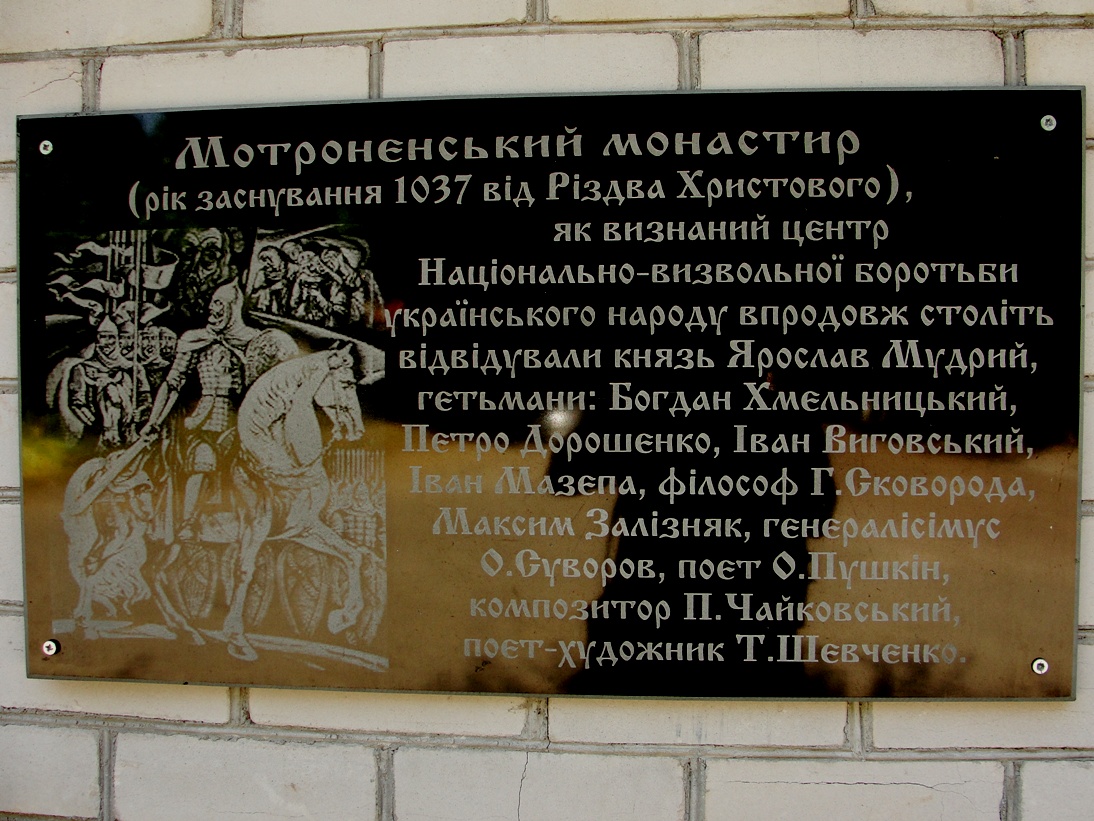 Мотроненський монастир
(рік заснування 1037 від Різдва Христового),
як визнаний центр
Національно-визвольної боротьби
українського народу впродовж століть
відвідували князь Ярослав Мудрий,
гетьмани: Богдан Хмельницький,
Петро Дорошенко, Іван Виговський,
Іван Мазепа, філософ Г.Сковорода,
Максим Залізняк, генералісімус
О.Суворов, поет О.Пушкін,
композитор П.Чайковський,
поет-художник Т.Шевченко.